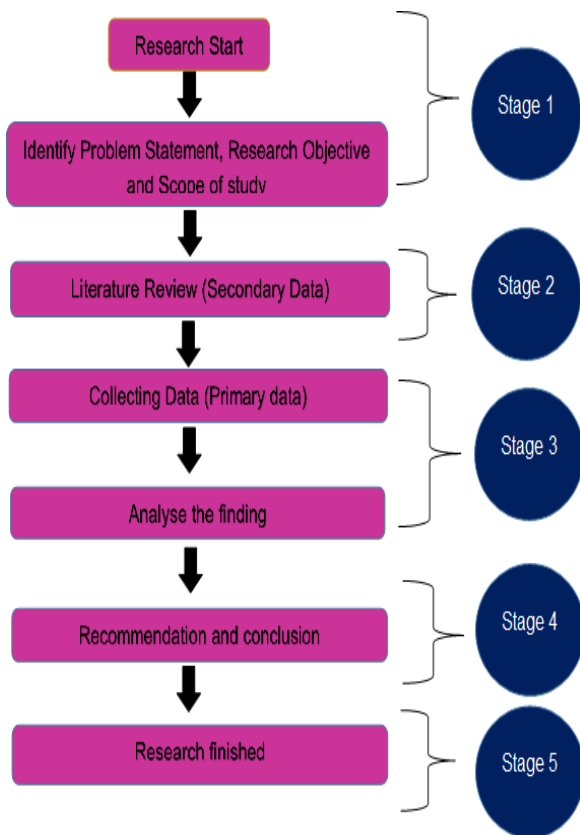 Research Start
Stage 1
Identify Problem Statement, Research Objective
and Scope of study
Literature Review (Secondary Data)
Stage 2
Collecting Data (Primary data)
Stage 3
Analyse the finding
Recommendation and conclusion
Stage 4
Research finished
Stage 5